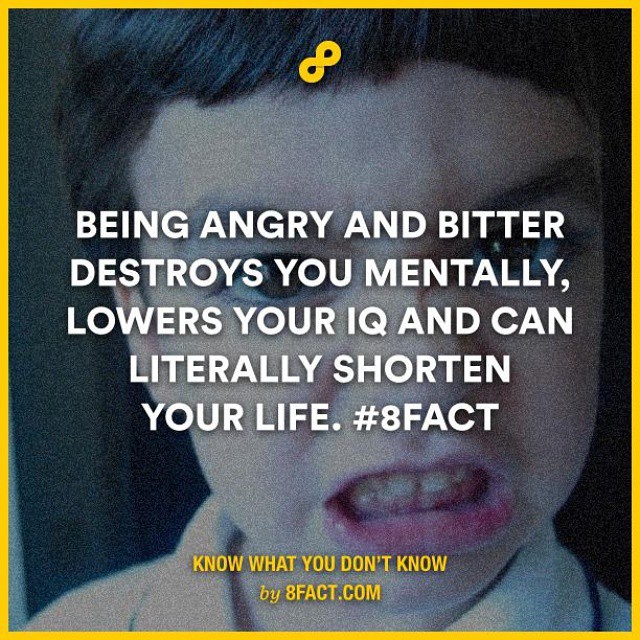 BEING ANGRY AND BITTER
DESTROYS YOU MENTALLY,
LOWERS YOUR IQ AND CAN
LITERALLY SHORTEN
YOUR LIFE. #8FACT
KNOW WHAT YOU DON'T KNOW
by 8FACT.COM